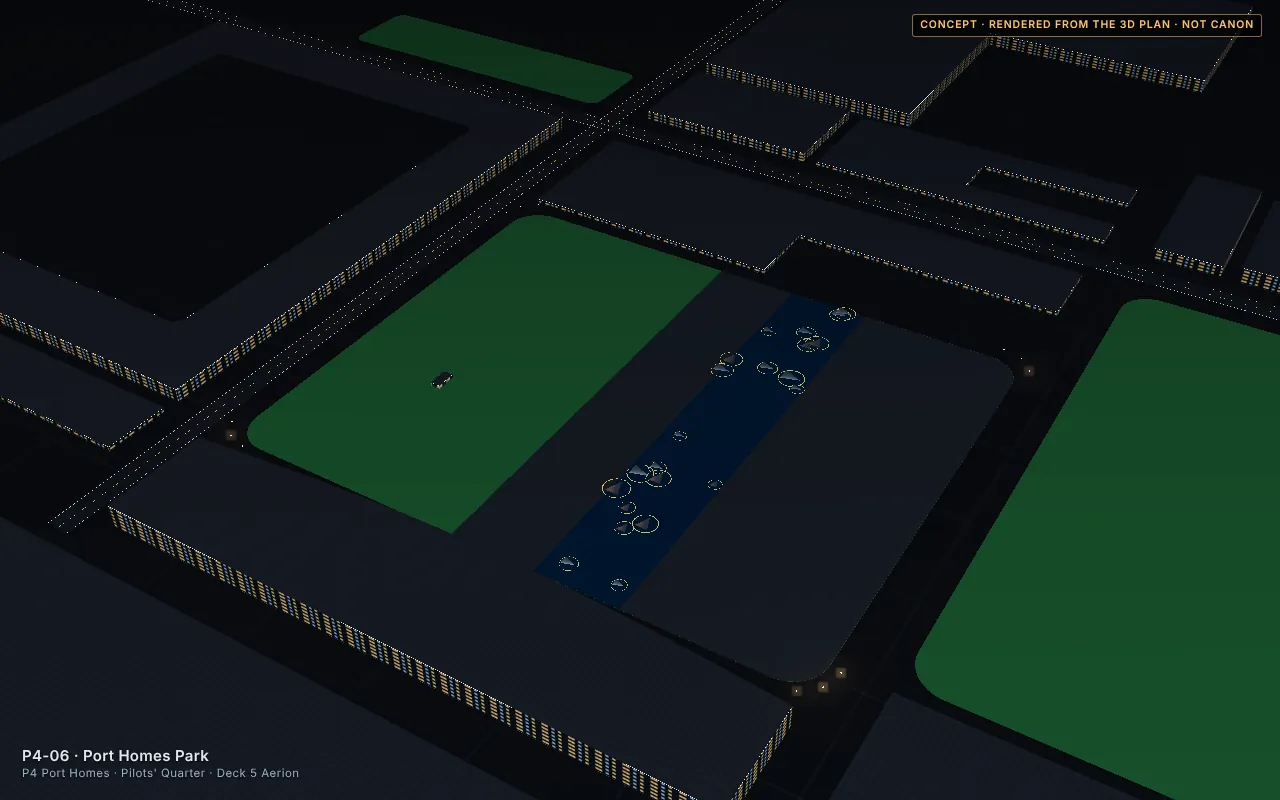 CONCEPT · RENDERED FROM THE 3D PLAN · NOT CANON
P4-06 · Port Homes Park
P4 Port Homes · Pilots' Quarter · Deck 5 Aerion